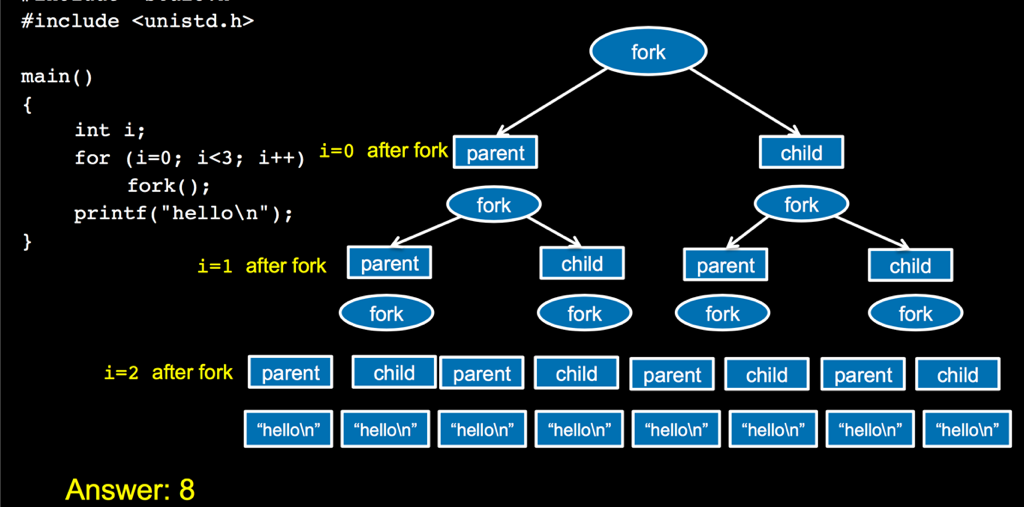 #include <unistd.h>
fork
main()
{
int i;
for (i=0; i<3; i++)
i=0 after fork
parent
child
fork();
fork
fork
printf("hello\n");
}
i=1 after fork
parent
child
parent
child
fork
fork
fork
fork
i=2 after fork
parent
child
parent
child
parent
child
parent
child
“hello\n”
“hello\n”
“hello\n”
“hello\n”
“hello\n”
“hello\n”
“hello\n”
“hello\n”
Answer: 8